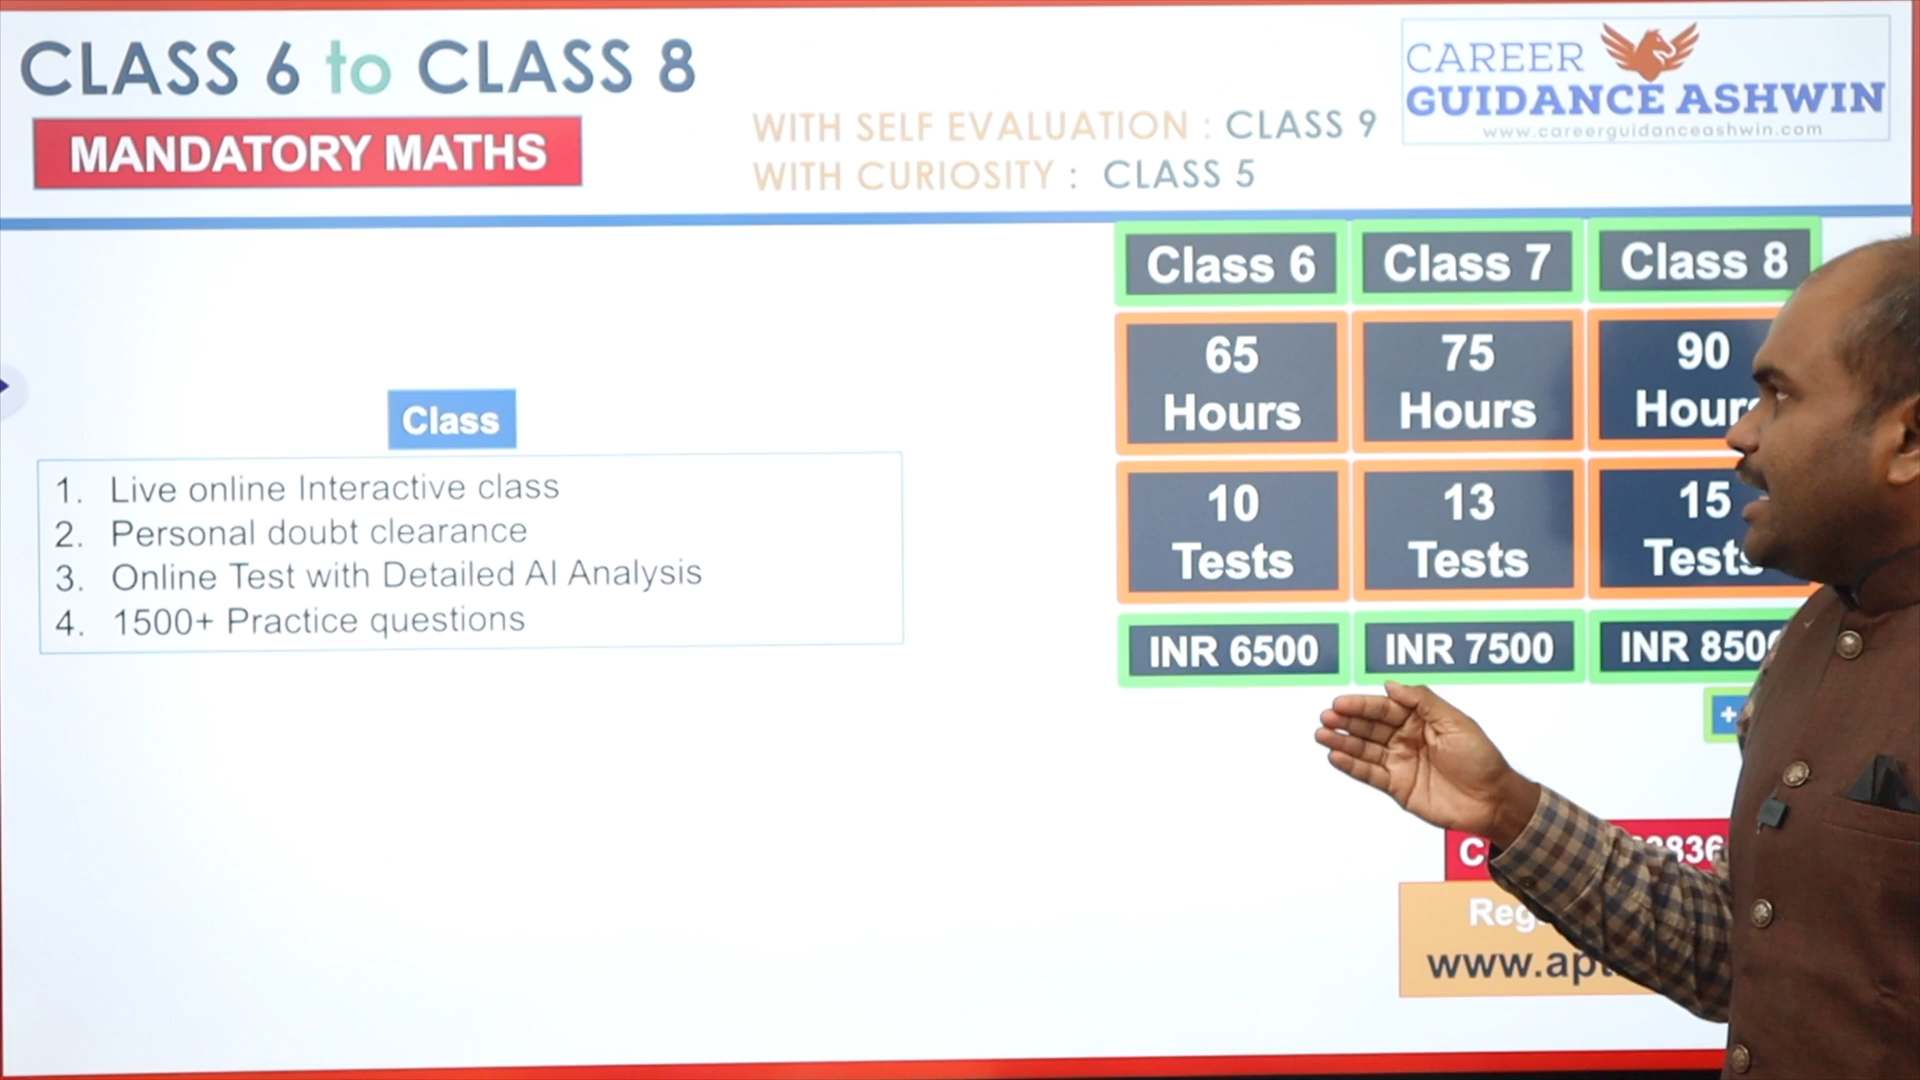 CLASS 6 to CLASS 8
MANDATORY MATHS
WITH SELF EVALUATION : CLASS 9
WITH CURIOSITY : CLASS 5
CAREER
GUIDANCE ASHWIN
www.careerguidanceashwin.com
Class 6 Class 7 Class 8
65 Hours
75 Hours
90
10 Tests
13 Tests
15 Tests
INR 6500 INR 7500 INR
Class
1. Live online Interactive class
2. Personal doubt clearance
3. Online Test with Detailed AI Analysis
4. 1500+ Practice questions
+